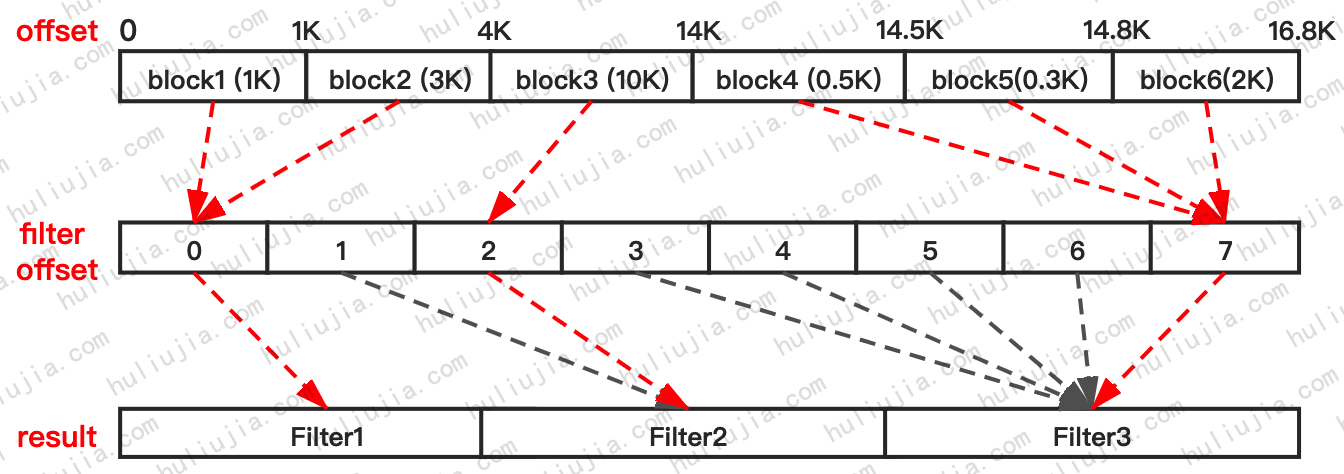 offset 0 1K 4K 14K 14.5K 14.8K 16.8K
block1 (1K) block2 (3K) block3 (10K) block4 (0.5K) block5(0.3K) block6(2K)
filter
offset
0 1 2 3 4 5 6 7
result Filter1 Filter2 Filter3
huliujia.com